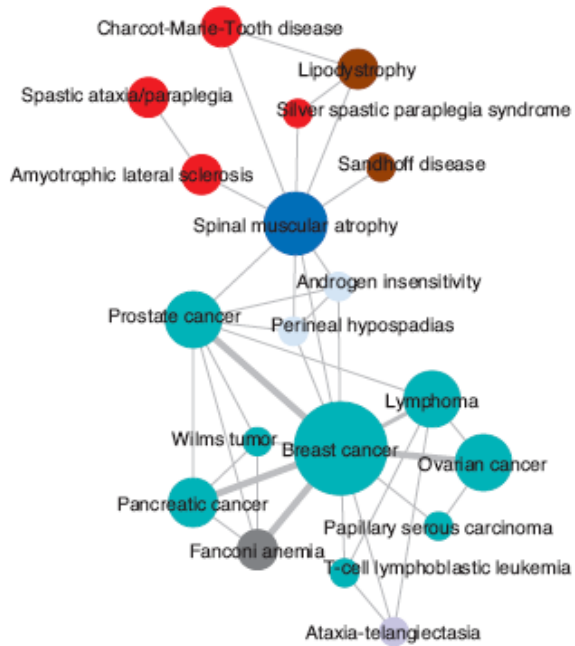 Charcot-Marie-Tooth disease
Lipodystrophy
Spastic ataxia/paraplegia
Silver spastic paraplegia syndrome
Sandhoff disease
Amyotrophic lateral sclerosis
Spinal muscular atrophy
Androgen insensitivity
Prostate cancer
Perineal hypospadias
Lymphoma
Wilms tumor
Breast cancer
Ovarian cancer
Pancreatic cancer
Papillary serous carcinoma
Fanconi anemia
T-cell lymphoblastic leukemia
Ataxia-telangiectasia